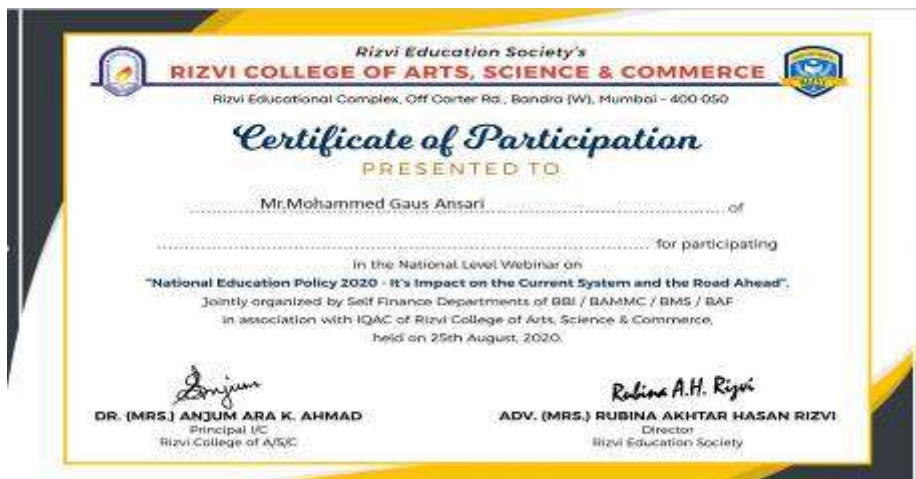 Rizvi Education Society's
RIZVI COLLEGE OF ARTS, SCIENCE & COMMERCE
Rizvi Educational Complex, Off Carter Rd., Bandra (W), Mumbai - 400 050
Certificate of Participation
PRESENTED TO
Mr.Mohammed Gaus Ansari of
for participating
in the National Level Webinar on
"National Education Policy 2020 - It's Impact on the Current System and the Road Ahead".
Jointly organized by Self Finance Departments of BBI / BAMMC / BMS / BAF
in association with IQAC of Rizvi College of Arts, Science & Commerce,
held on 25th August, 2020.
Anjum
Rubina A.H. Rizvi
DR. (MRS.) ANJUM ARA K. AHMAD
ADV. (MRS.) RUBINA AKHTAR HASAN RIZVI
Principal I/C
Director
Rizvi College of A/S/C
Rizvi Education Society